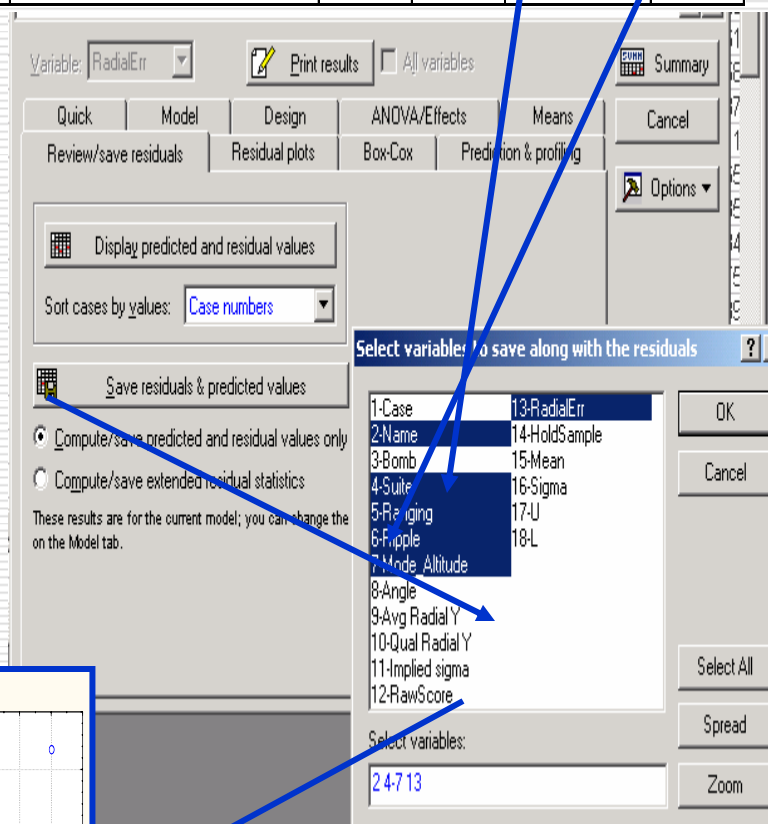 Variable: RadialErr Print results All variables
SUMM Summary
Quick Model Design ANOVA/Effects Means
Cancel
Review/save residuals Residual plots Box-Cox Prediction & profiling
Options
Display predicted and residual values
Sort cases by values: Case numbers
Save residuals & predicted values
Compute/save predicted and residual values only
Compute/save extended residual statistics
These results are for the current model; you can change the
on the Model tab.
Select variables to save along with the residuals ?
1-Case
2-Name
3-Bomb
4-Suite
5-Ranging
6-Ripple
7-Mode_Altitude
8-Angle
9-Avg Radial Y
10-Qual Radial Y
11-Implied sigma
12-RawScore
13-RadialErr
14-HoldSample
15-Mean
16-Sigma
17-U
18-L
OK
Cancel
Select All
Spread
Zoom
Select variables:
2 4-7 13